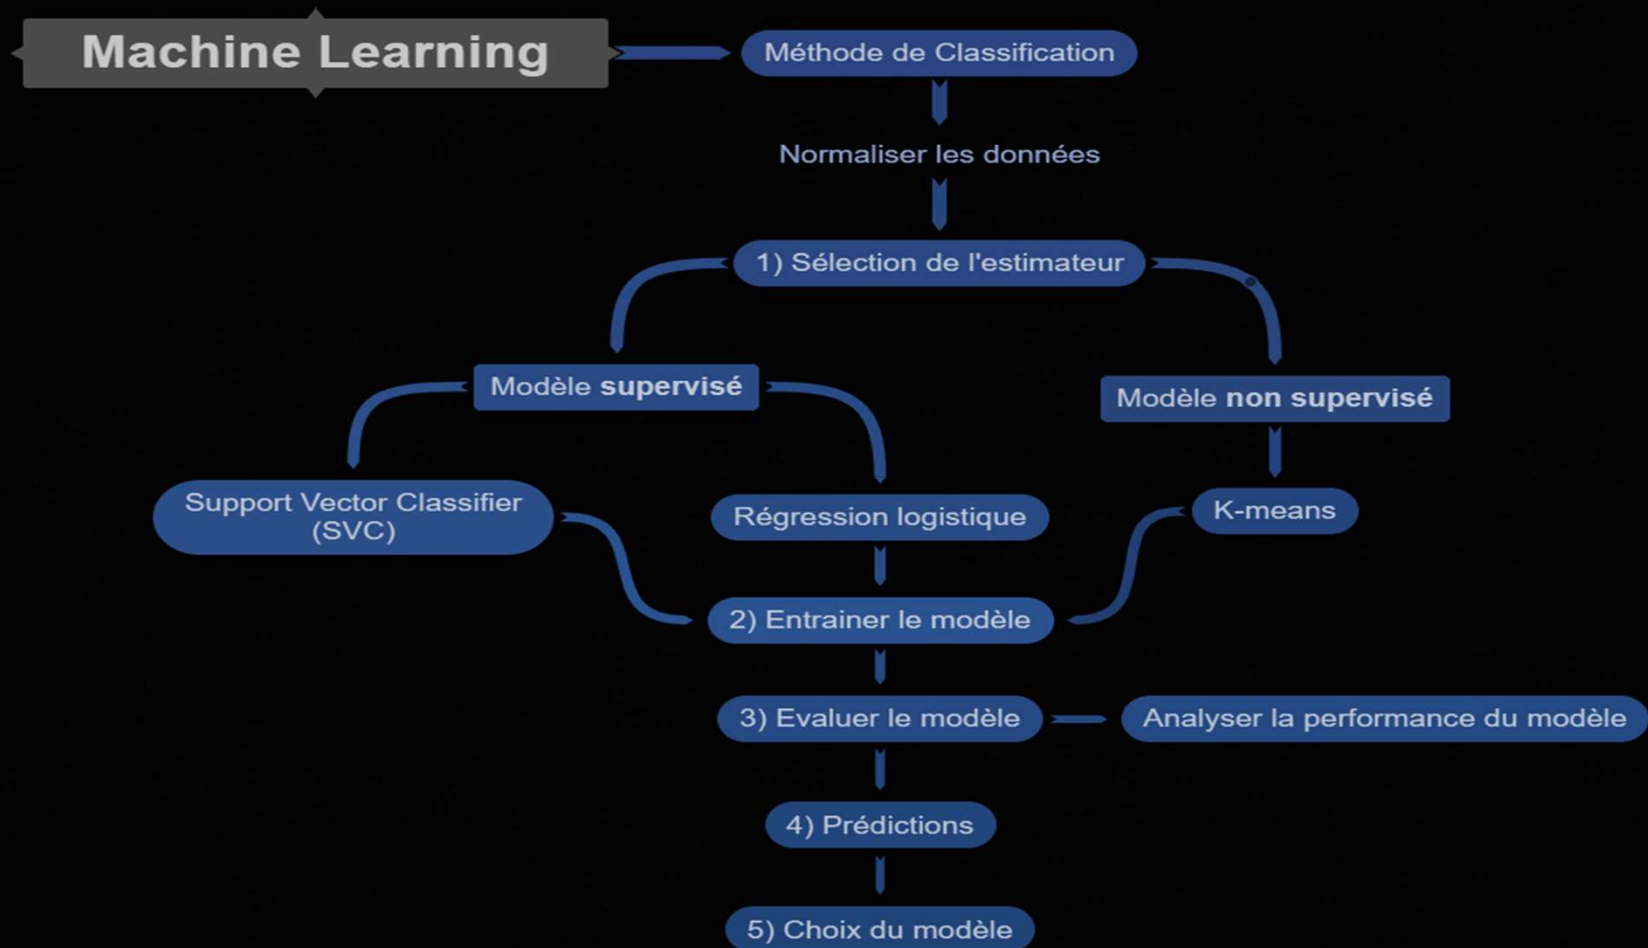 Machine Learning
Méthode de Classification
Normaliser les données
1) Sélection de l'estimateur
Modèle supervisé
Modèle non supervisé
Support Vector Classifier
(SVC)
Régression logistique
K-means
2) Entrainer le modèle
3) Evaluer le modèle
Analyser la performance du modèle
4) Prédictions
5) Choix du modèle